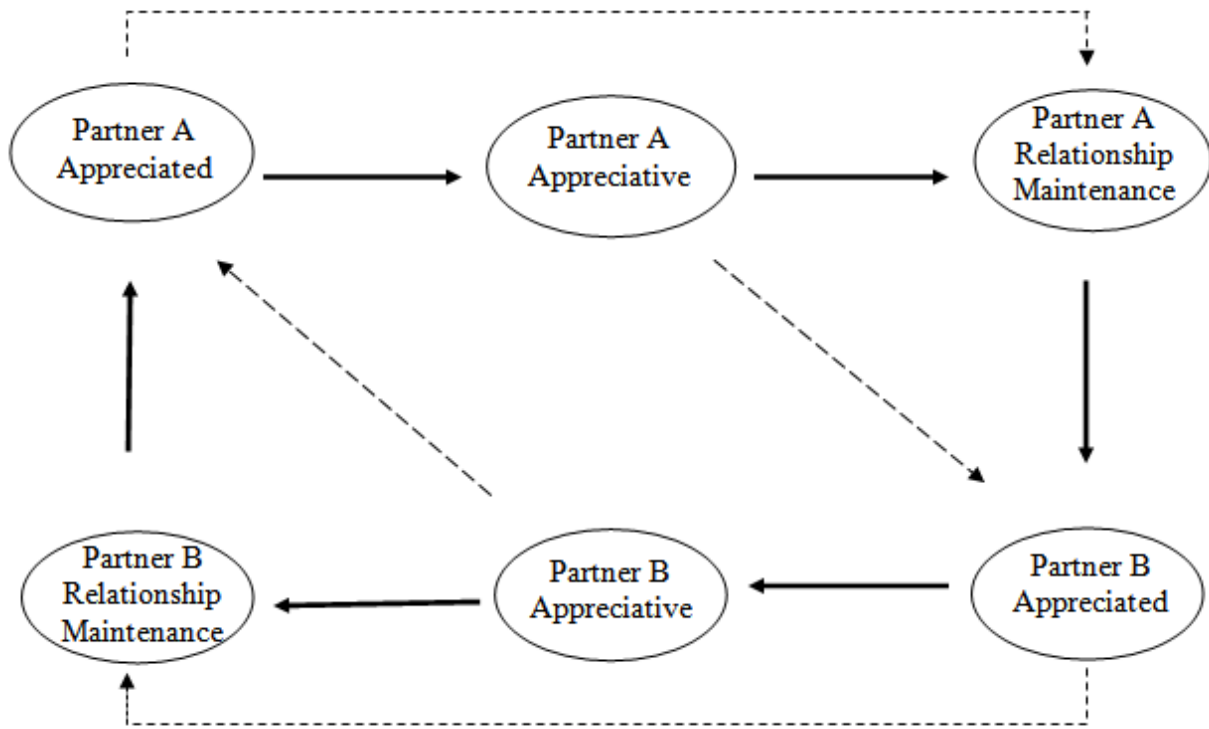 Partner A
Appreciated
Partner A
Appreciative
Partner A
Relationship
Maintenance
Partner B
Relationship
Maintenance
Partner B
Appreciative
Partner B
Appreciated